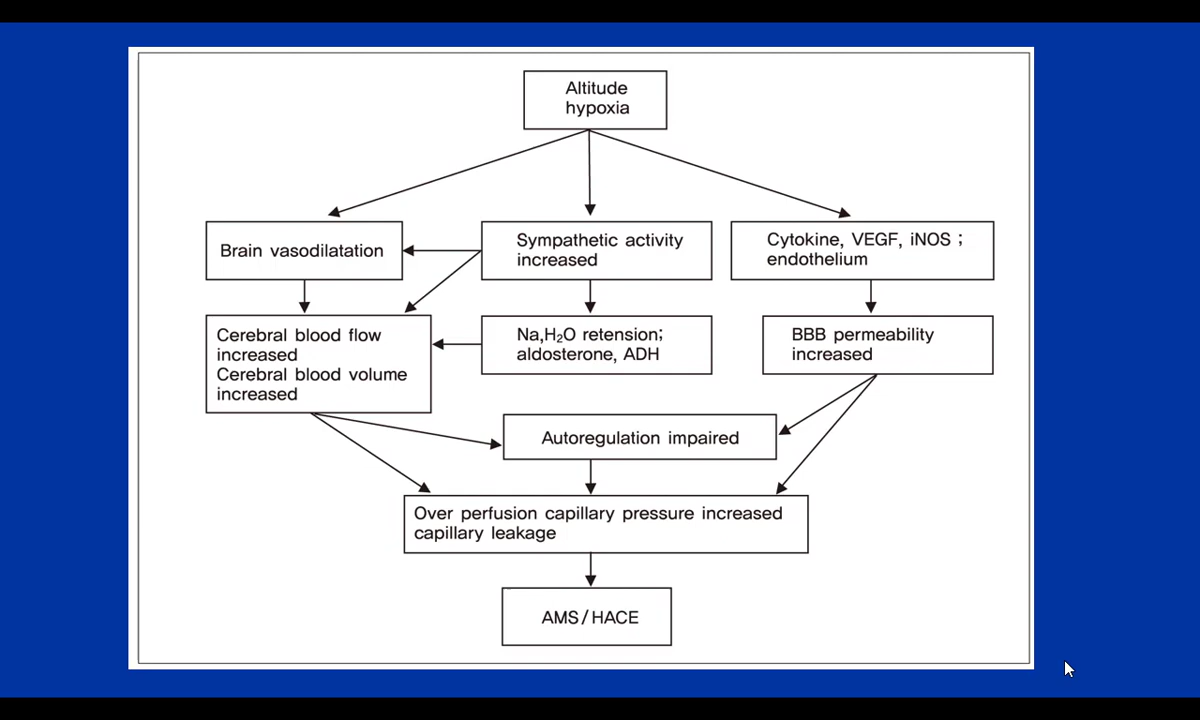 Altitude
hypoxia
Brain vasodilatation
Sympathetic activity
increased
Cytokine, VEGF, iNOS ;
endothelium
Cerebral blood flow
increased
Cerebral blood volume
increased
Na,H₂O retension;
aldosterone, ADH
BBB permeability
increased
Autoregulation impaired
Over perfusion capillary pressure increased
capillary leakage
AMS/HACE